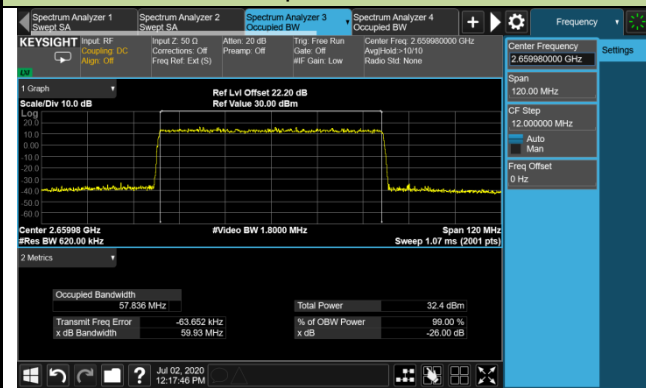 Spectrum Analyzer 1
Swept SA
Spectrum Analyzer 2
Swept SA
Spectrum Analyzer 3
Occupied BW
Spectrum Analyzer 4
Occupied BW
Frequency
KEYSIGHT
Input: RF
Coupling: DC
Align: Off
Input Z: 50 Ω
Corrections: Off
Freq Ref: Ext (S)
Atten: 20 dB
Preamp: Off
Trig: Free Run
Gate: Off
#IF Gain: Low
Center Freq: 2.659980000 GHz
Avg|Hold:>10/10
Radio Std: None
LXI
Center Frequency
2.659980000 GHz
Settings
Span
120.00 MHz
CF Step
12.000000 MHz
Auto
Man
Freq Offset
0 Hz
1 Graph
Scale/Div 10.0 dB
Ref Lvl Offset 22.20 dB
Ref Value 30.00 dBm
Log
20.0
10.0
0.00
-10.0
-20.0
-30.0
-40.0
-50.0
-60.0
Center 2.65998 GHz
#Video BW 1.8000 MHz
Span 120 MHz
#Res BW 620.00 kHz
Sweep 1.07 ms (2001 pts)
2 Metrics
Occupied Bandwidth
57.836 MHz
Total Power 32.4 dBm
Transmit Freq Error -63.652 kHz
% of OBW Power 99.00 %
x dB Bandwidth 59.93 MHz
x dB -26.00 dB
?
Jul 02, 2020
12:17:46 PM